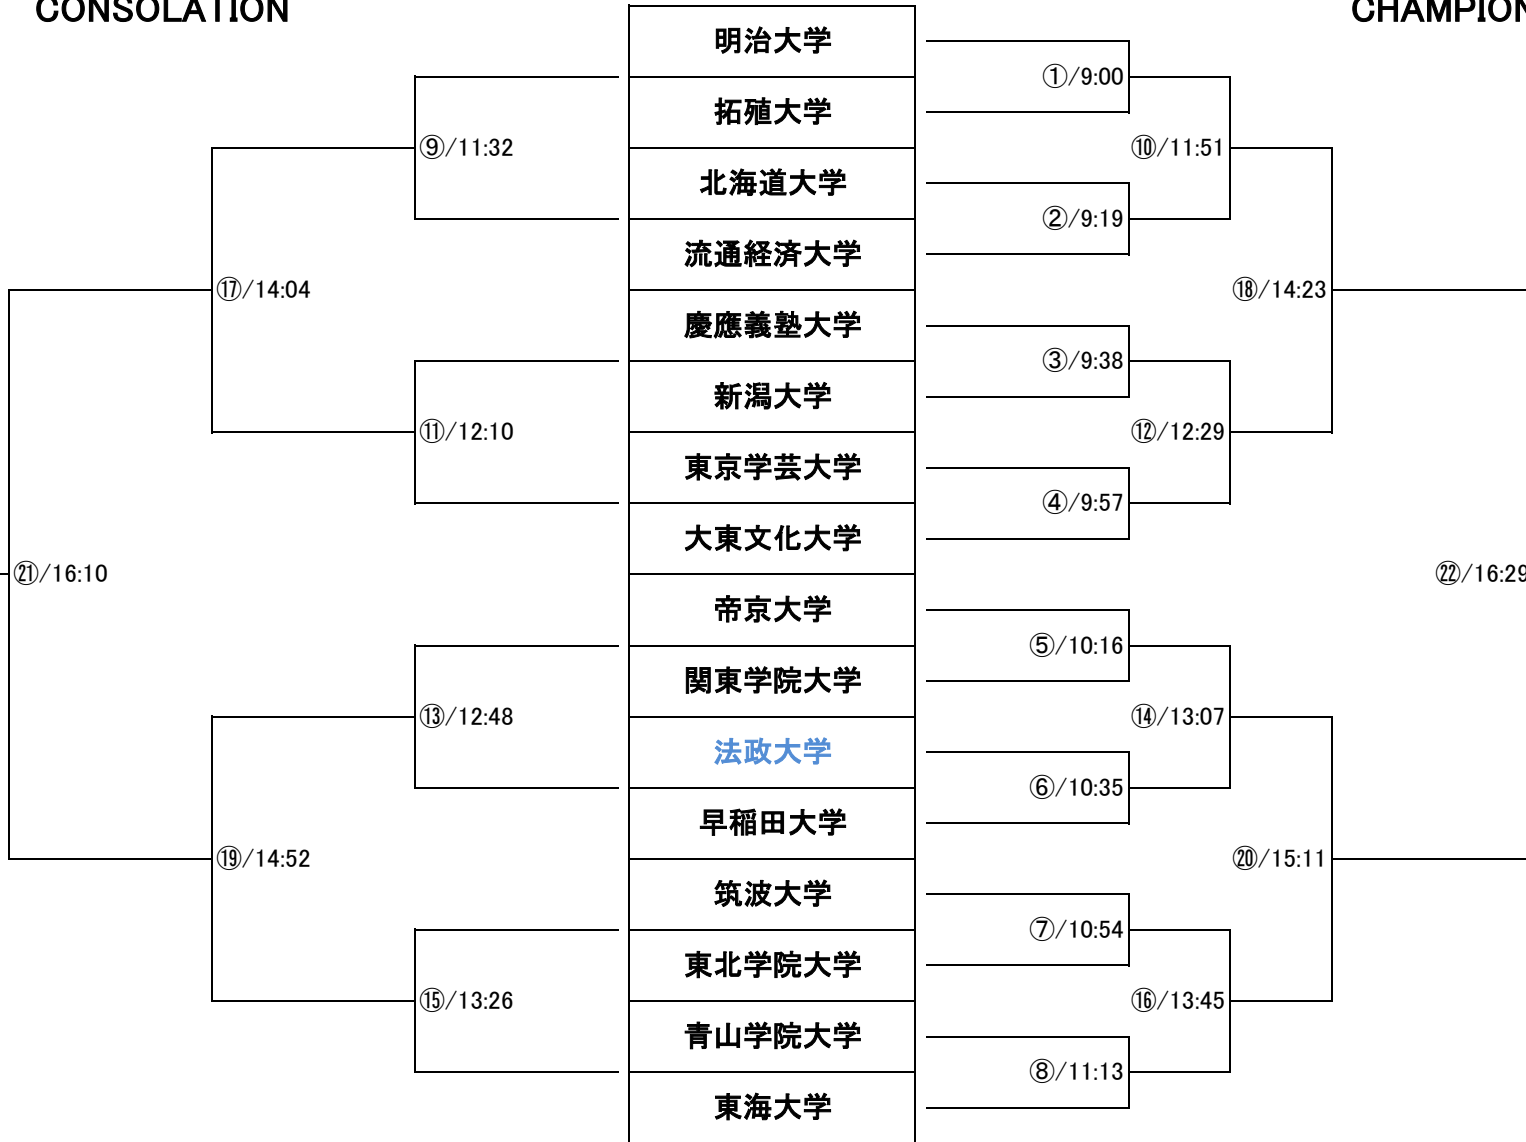 CONSOLATION
CHAMPION
明治大学
①/9:00
拓殖大学
⑨/11:32
⑩/11:51
北海道大学
②/9:19
流通経済大学
⑰/14:04
⑱/14:23
慶應義塾大学
③/9:38
新潟大学
⑪/12:10
⑫/12:29
東京学芸大学
④/9:57
大東文化大学
㉑/16:10
㉒/16:29
帝京大学
⑤/10:16
関東学院大学
⑬/12:48
⑭/13:07
法政大学
⑥/10:35
早稲田大学
⑲/14:52
⑳/15:11
筑波大学
⑦/10:54
東北学院大学
⑮/13:26
⑯/13:45
青山学院大学
⑧/11:13
東海大学